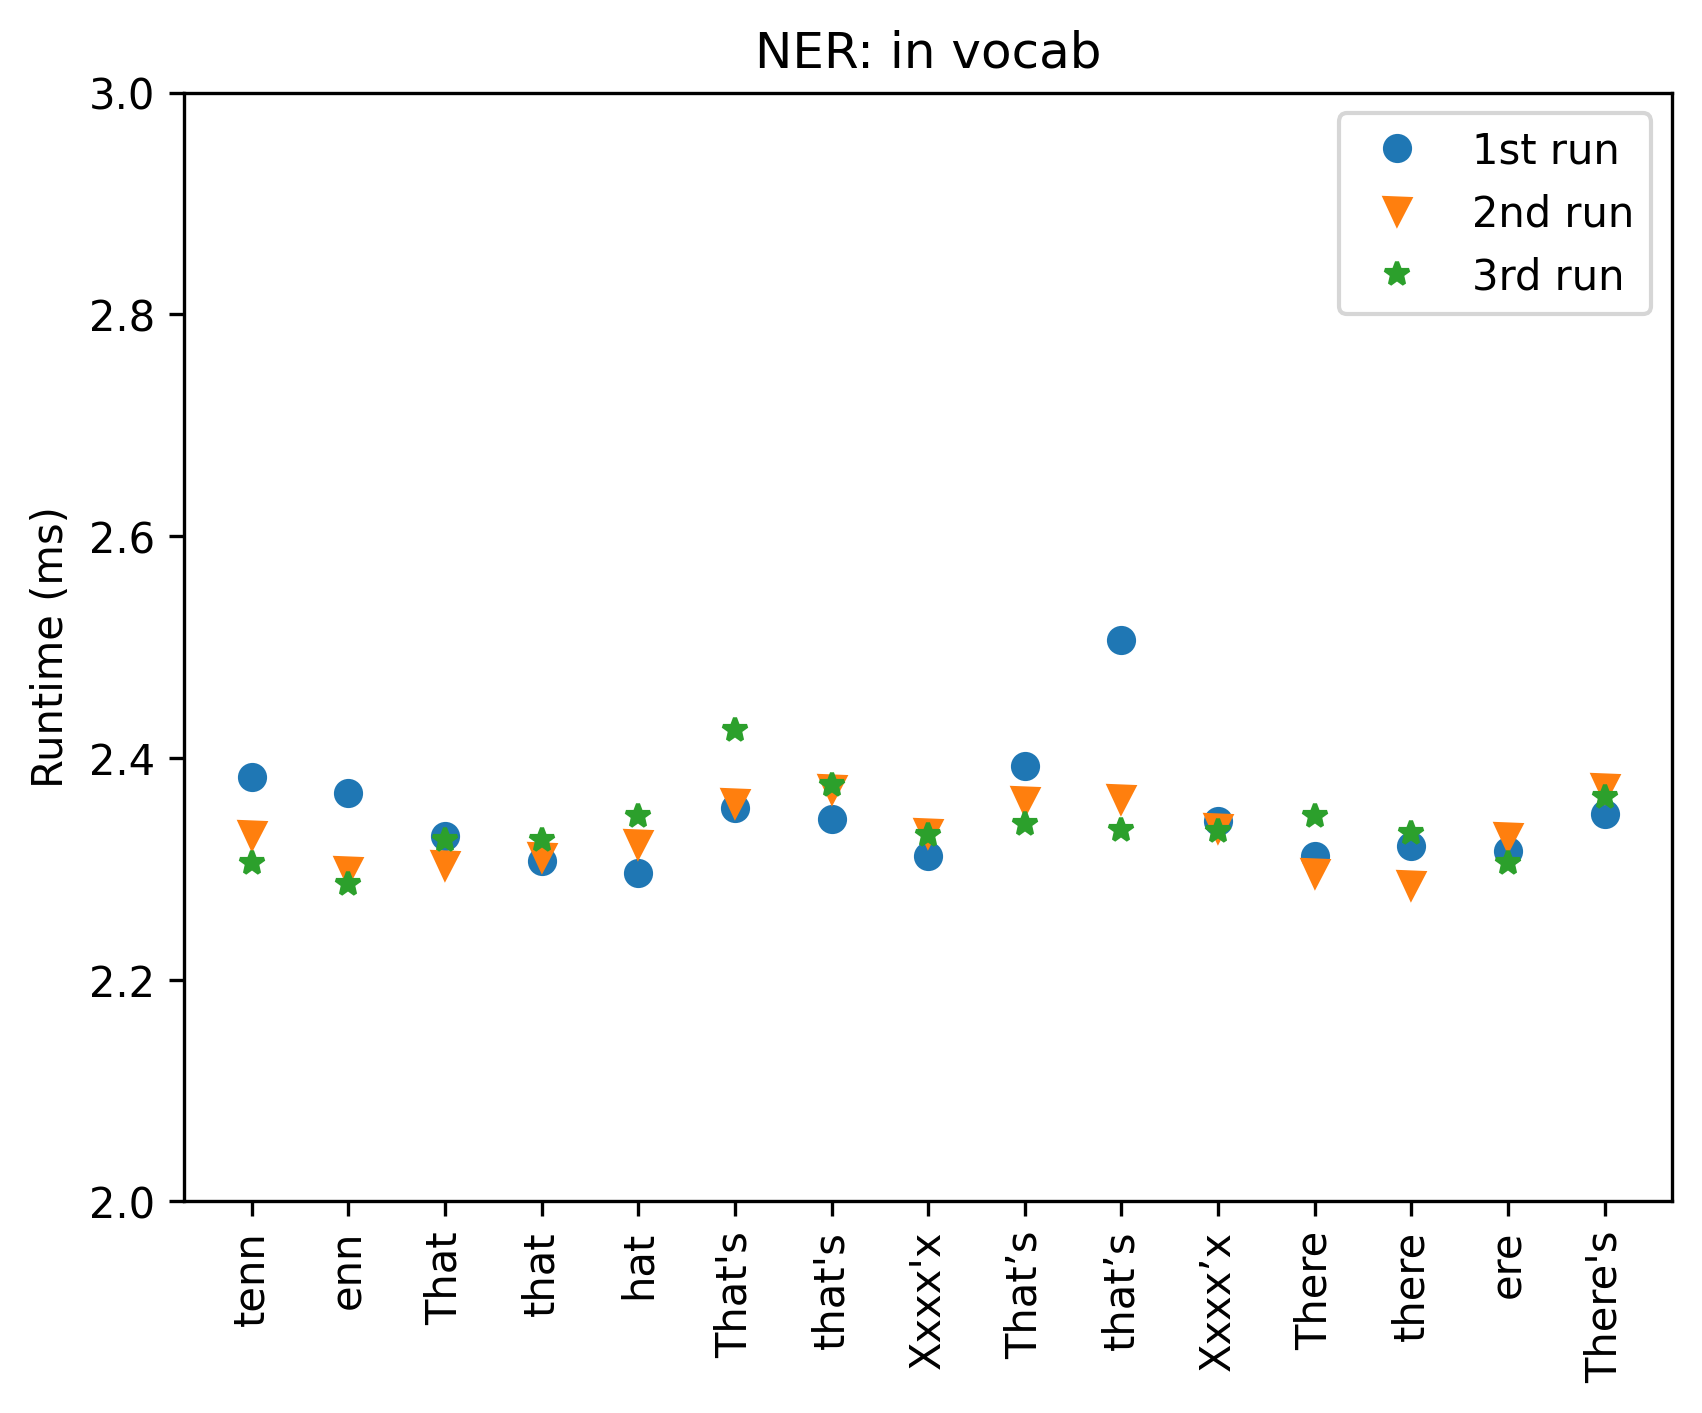 NER: in vocab
3.0
2.8
2.6
2.4
2.2
2.0
Runtime (ms)
1st run
2nd run
3rd run
tenn
enn
That
that
hat
That's
that's
Xxxx'x
That’s
that’s
Xxxx’x
There
there
ere
There's